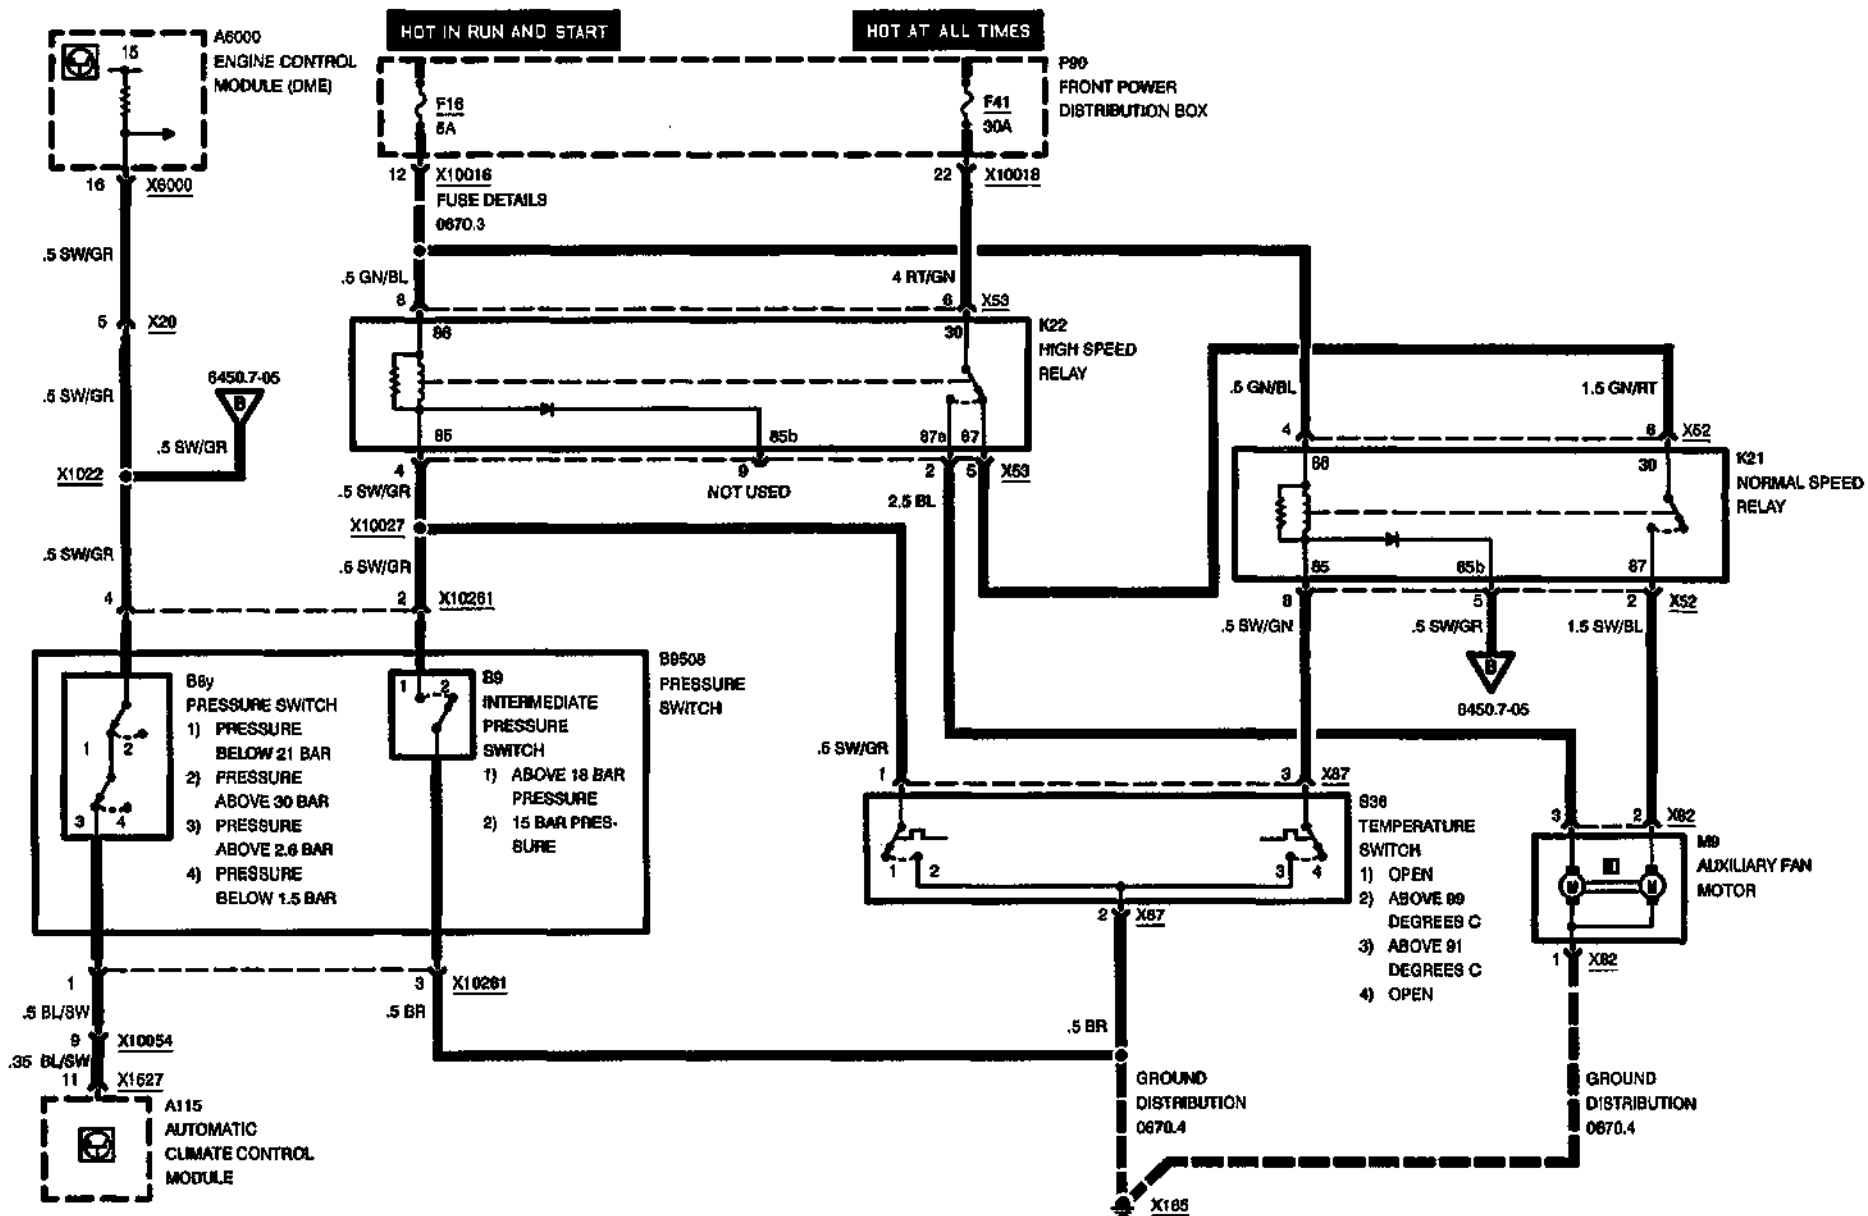 HOT IN RUN AND START
HOT AT ALL TIMES
A6000
ENGINE CONTROL
MODULE (DME)
15
16 X6000
.5 SW/GR
5 X20
.5 SW/GR
6450.7-05
B
.5 SW/GR
X1022
.5 SW/GR
4
F16
5A
F41
30A
P90
FRONT POWER
DISTRIBUTION BOX
12 X10016
FUSE DETAILS
0670.3
22 X10018
.5 GN/BL
4 RT/GN
8
6 X53
86
30
K22
HIGH SPEED
RELAY
85
85b
87a 87
4
9
2 5 X53
.5 SW/GR
NOT USED
2.5 BL
X10027
.5 SW/GR
2 X10261
.5 GN/BL
1.5 GN/RT
4
6 X52
86
30
K21
NORMAL SPEED
RELAY
85
85b
87
8
5
2 X52
.5 SW/GN
.5 SW/GR
1.5 SW/BL
B
6450.7-05
B9508
PRESSURE
SWITCH
B8y
PRESSURE SWITCH
1) PRESSURE
BELOW 21 BAR
2) PRESSURE
ABOVE 30 BAR
3) PRESSURE
ABOVE 2.6 BAR
4) PRESSURE
BELOW 1.5 BAR
1 2
3 4
1 2
B9
INTERMEDIATE
PRESSURE
SWITCH
1) ABOVE 18 BAR
PRESSURE
2) 15 BAR PRES-
SURE
.5 SW/GR
1
3 X87
1 2
3 4
TEMPERATURE
SWITCH
1) OPEN
2) ABOVE 99
DEGREES C
3) ABOVE 91
DEGREES C
4) OPEN
2 X87
3
2 X82
M9
AUXILIARY FAN
MOTOR
M
M
1 X82
1
3 X10261
.5 BL/SW
.5 BR
.5 BR
9 X10054
.35 BL/SW
11 X1627
A115
AUTOMATIC
CLIMATE CONTROL
MODULE
GROUND
DISTRIBUTION
0670.4
GROUND
DISTRIBUTION
0670.4
X165